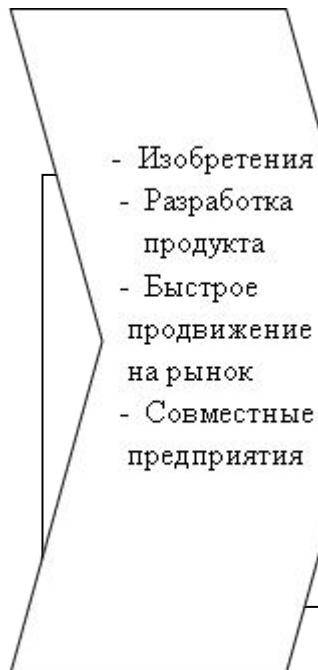 - Изобретения
- Разработка
продукта
- Быстрое
продвижение
на рынок
- Совместные
предприятия